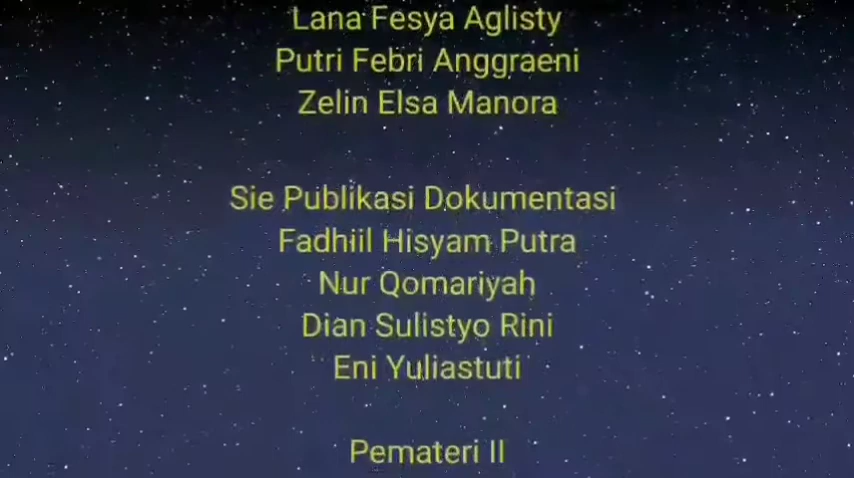 Lana Fesya Aglisty
Putri Febri Anggraeni
Zelin Elsa Manora
Sie Publikasi Dokumentasi
Fadhiil Hisyam Putra
Nur Qomariyah
Dian Sulistyo Rini
Eni Yuliastuti
Pemateri II